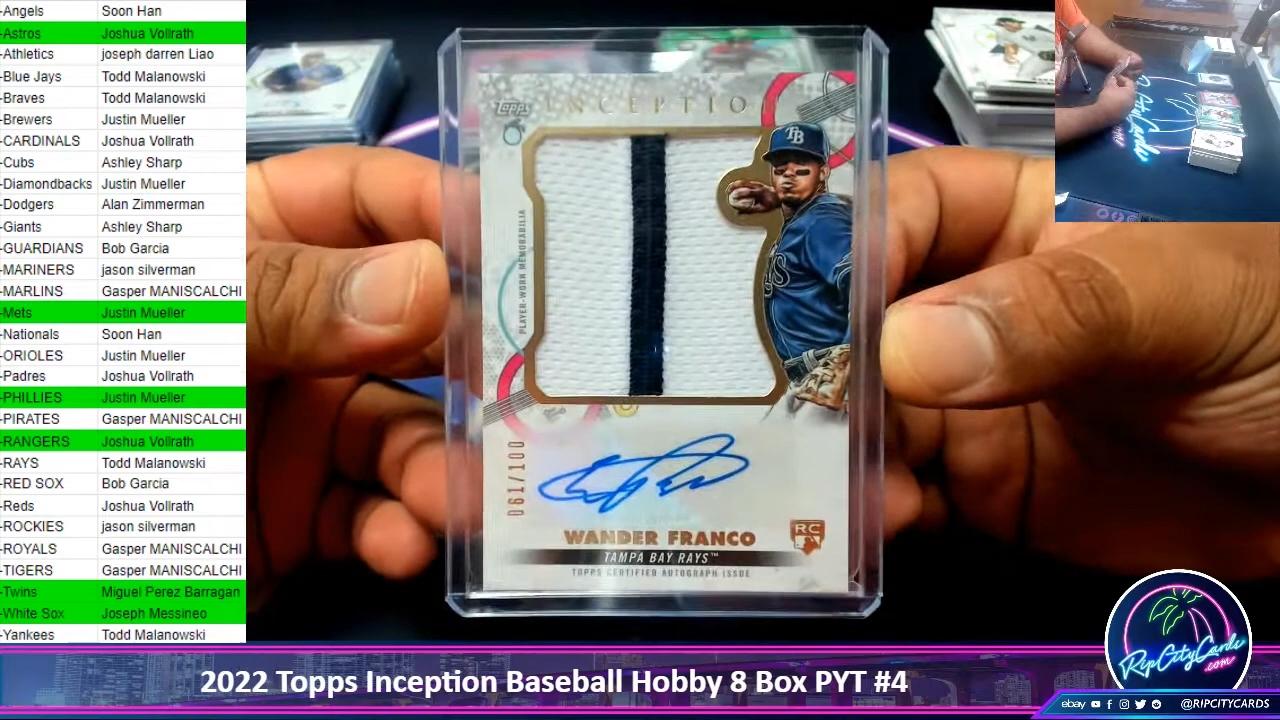 -Angels Soon Han
-Astros Joshua Vollrath
-Athletics joseph darren Liao
-Blue Jays Todd Malanowski
-Braves Todd Malanowski
-Brewers Justin Mueller
-CARDINALS Joshua Vollrath
-Cubs Ashley Sharp
-Diamondbacks Justin Mueller
-Dodgers Alan Zimmerman
-Giants Ashley Sharp
-GUARDIANS Bob Garcia
-MARINERS jason silverman
-MARLINS Gasper MANISCALCHI
-Mets Justin Mueller
-Nationals Soon Han
-ORIOLES Justin Mueller
-Padres Joshua Vollrath
-PHILLIES Justin Mueller
-PIRATES Gasper MANISCALCHI
-RANGERS Joshua Vollrath
-RAYS Todd Malanowski
-RED SOX Bob Garcia
-Reds Joshua Vollrath
-ROCKIES jason silverman
-ROYALS Gasper MANISCALCHI
-TIGERS Gasper MANISCALCHI
-Twins Miguel Perez Barragan
-White Sox Joseph Messineo
-Yankees Todd Malanowski
Topps INCEPTION
TB
PLAYER-WORN MEMORABILIA
061/100
WANDER FRANCO
RC
TAMPA BAY RAYS™
TOPPS CERTIFIED AUTOGRAPH ISSUE
RipCityCards
.com
2022 Topps Inception Baseball Hobby 8 Box PYT #4
ebay @RIPCITYCARDS